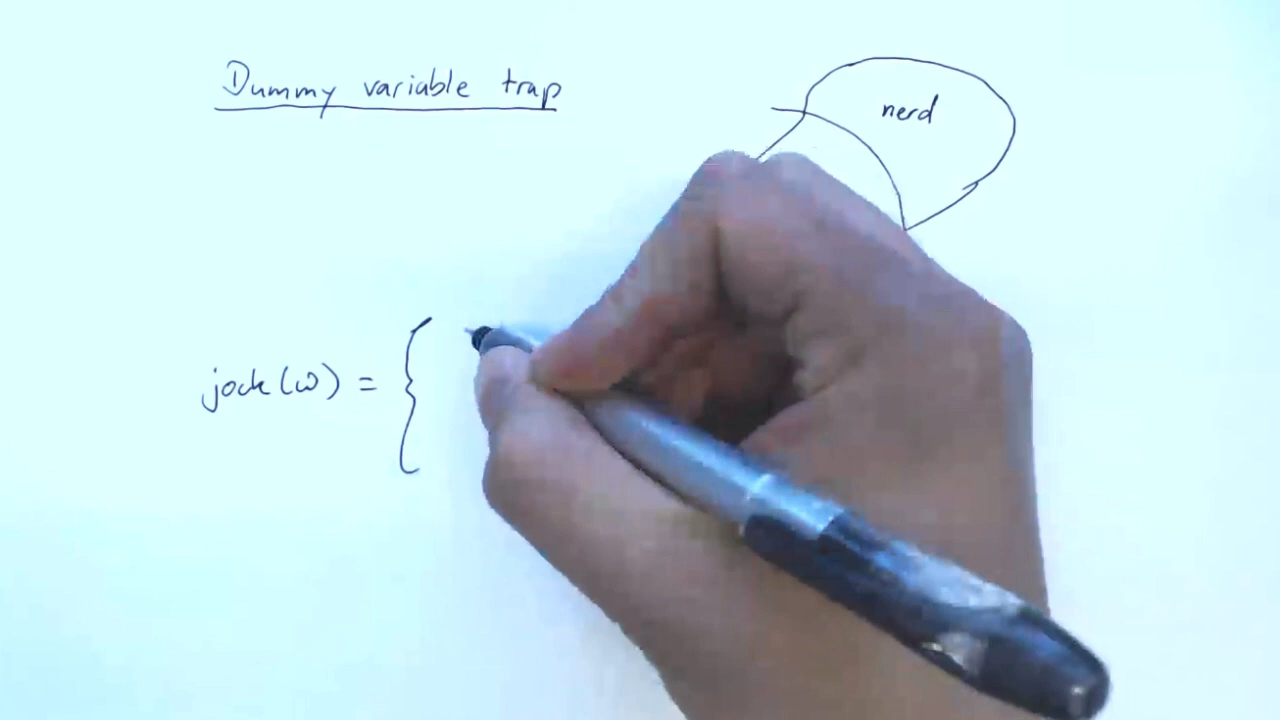 Dummy variable trap
nerd
jock(ω) = {